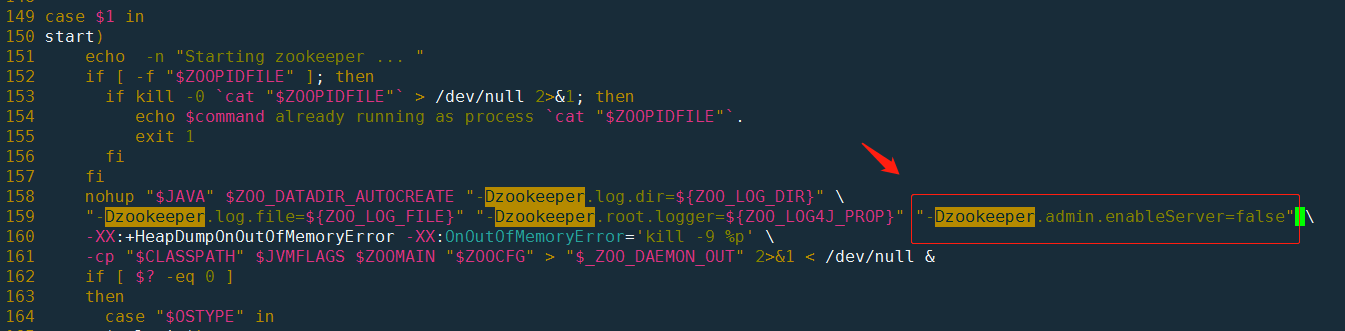 149 case $1 in
150 start)
151     echo  -n "Starting zookeeper ... "
152     if [ -f "$ZOOPIDFILE" ]; then
153       if kill -0 `cat "$ZOOPIDFILE"` > /dev/null 2>&1; then
154          echo $command already running as process `cat "$ZOOPIDFILE"`.
155          exit 1
156       fi
157     fi
158     nohup "$JAVA" $ZOO_DATADIR_AUTOCREATE "-Dzookeeper.log.dir=${ZOO_LOG_DIR}" \
159     "-Dzookeeper.log.file=${ZOO_LOG_FILE}" "-Dzookeeper.root.logger=${ZOO_LOG4J_PROP}" "-Dzookeeper.admin.enableServer=false" \
160     -XX:+HeapDumpOnOutOfMemoryError -XX:OnOutOfMemoryError='kill -9 %p' \
161     -cp "$CLASSPATH" $JVMFLAGS $ZOOMAIN "$ZOOCFG" > "$_ZOO_DAEMON_OUT" 2>&1 < /dev/null &
162     if [ $? -eq 0 ]
163     then
164       case "$OSTYPE" in